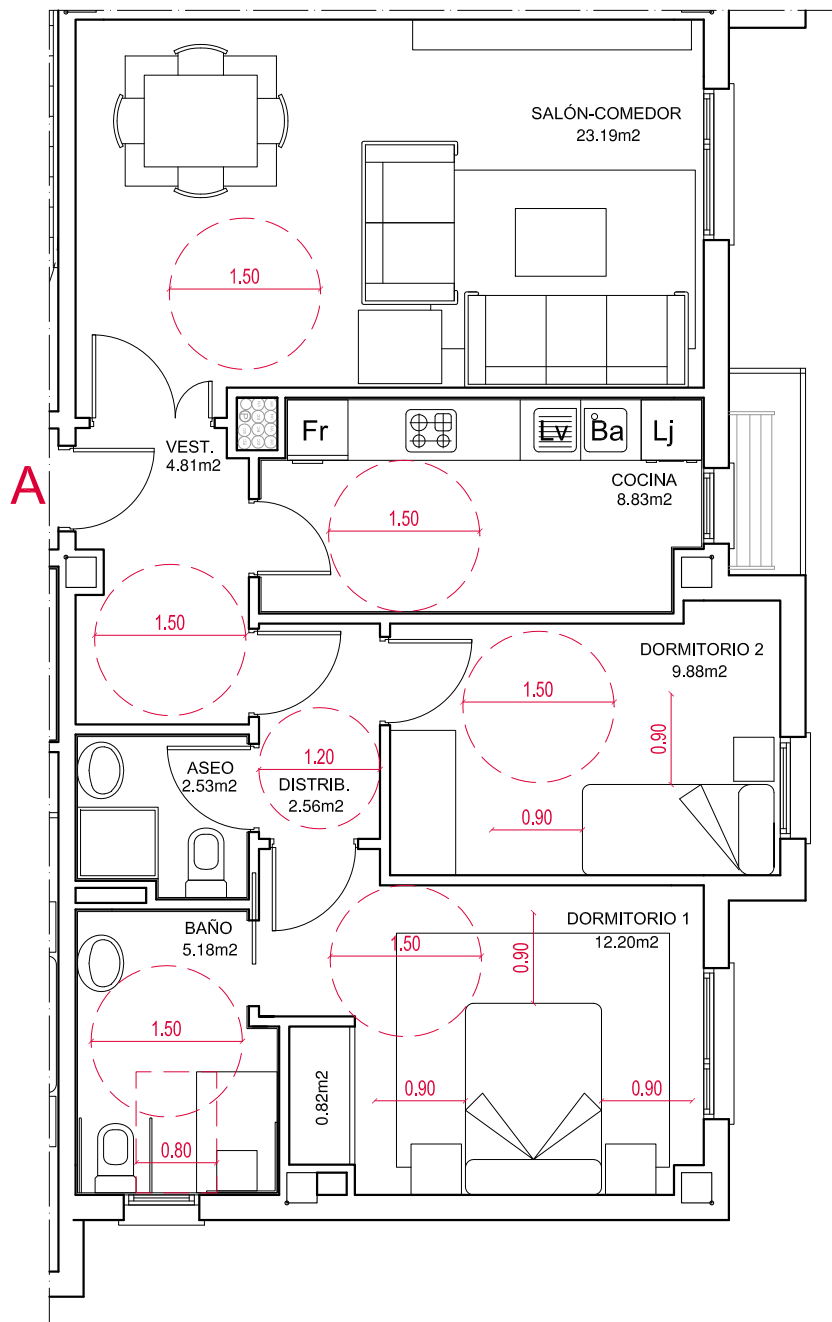 SALÓN-COMEDOR
23.19m2
1.50
VEST.
4.81m2
Fr
Lv
Ba
Lj
A
COCINA
8.83m2
1.50
1.50
DORMITORIO 2
9.88m2
1.50
0.90
ASEO
2.53m2
1.20
DISTRIB.
2.56m2
0.90
BAÑO
5.18m2
DORMITORIO 1
12.20m2
1.50
0.90
1.50
0.82m2
0.90
0.90
0.80